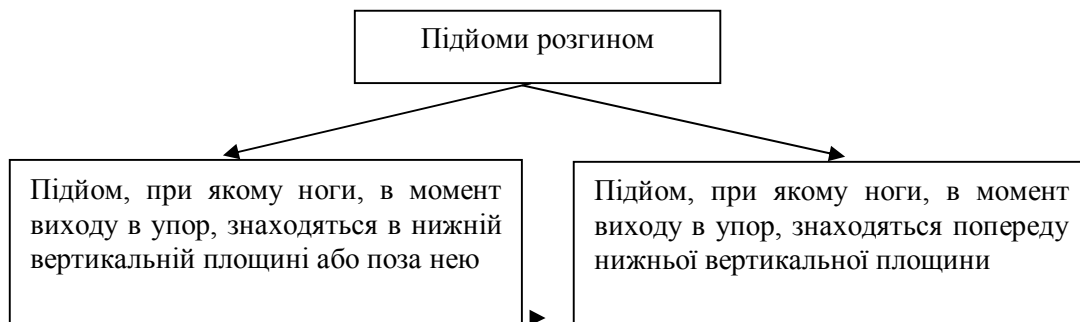 Підйоми розгином
Підйом, при якому ноги, в момент
виходу в упор, знаходяться в нижній
вертикальній площині або поза нею
Підйом, при якому ноги, в момент
виходу в упор, знаходяться попереду
нижньої вертикальної площини